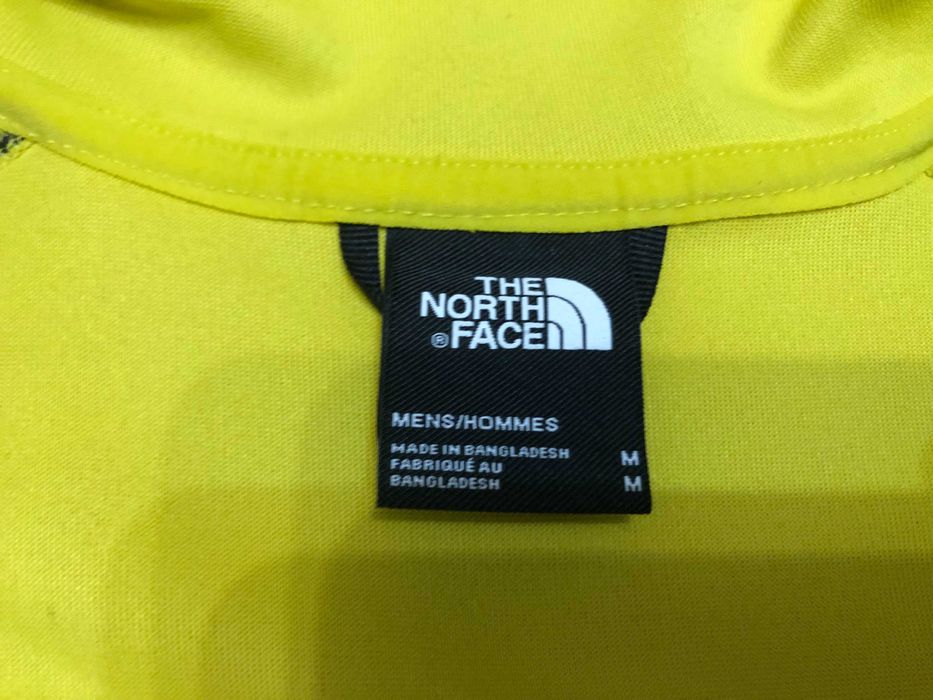 THE
NORTH
® FACE
MENS/HOMMES
MADE IN BANGLADESH M
FABRIQUÉ AU
BANGLADESH M